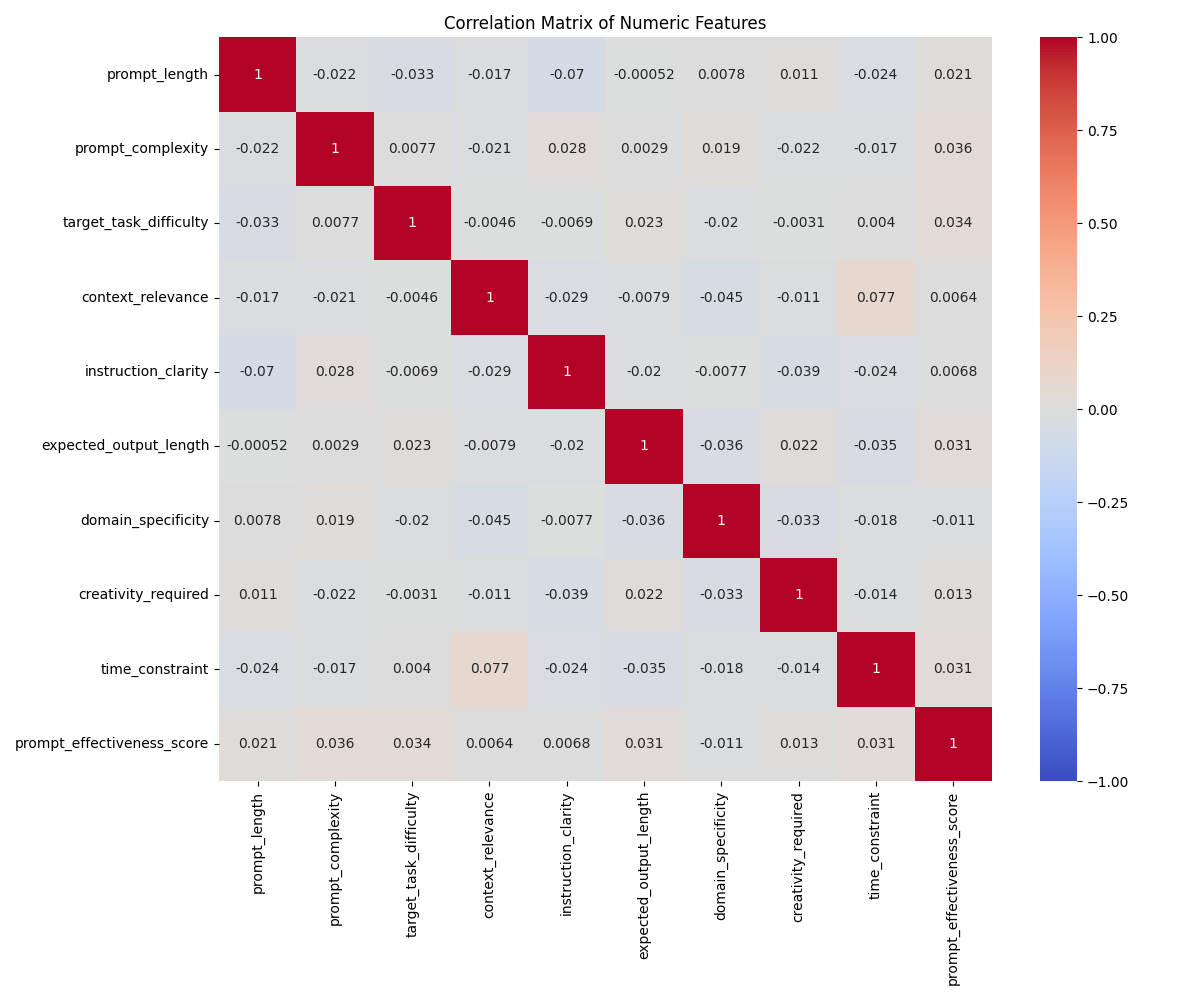 Correlation Matrix of Numeric Features
prompt_length 1 -0.022 -0.033 -0.017 -0.07 -0.00052 0.0078 0.011 -0.024 0.021
prompt_complexity -0.022 1 0.0077 -0.021 0.028 0.0029 0.019 -0.022 -0.017 0.036
target_task_difficulty -0.033 0.0077 1 -0.0046 -0.0069 0.023 -0.02 -0.0031 0.004 0.034
context_relevance -0.017 -0.021 -0.0046 1 -0.029 -0.0079 -0.045 -0.011 0.077 0.0064
instruction_clarity -0.07 0.028 -0.0069 -0.029 1 -0.02 -0.0077 -0.039 -0.024 0.0068
expected_output_length -0.00052 0.0029 0.023 -0.0079 -0.02 1 -0.036 0.022 -0.035 0.031
domain_specificity 0.0078 0.019 -0.02 -0.045 -0.0077 -0.036 1 -0.033 -0.018 -0.011
creativity_required 0.011 -0.022 -0.0031 -0.011 -0.039 0.022 -0.033 1 -0.014 0.013
time_constraint -0.024 -0.017 0.004 0.077 -0.024 -0.035 -0.018 -0.014 1 0.031
prompt_effectiveness_score 0.021 0.036 0.034 0.0064 0.0068 0.031 -0.011 0.013 0.031 1
prompt_length
prompt_complexity
target_task_difficulty
context_relevance
instruction_clarity
expected_output_length
domain_specificity
creativity_required
time_constraint
prompt_effectiveness_score
1.00
0.75
0.50
0.25
0.00
−0.25
−0.50
−0.75
−1.00